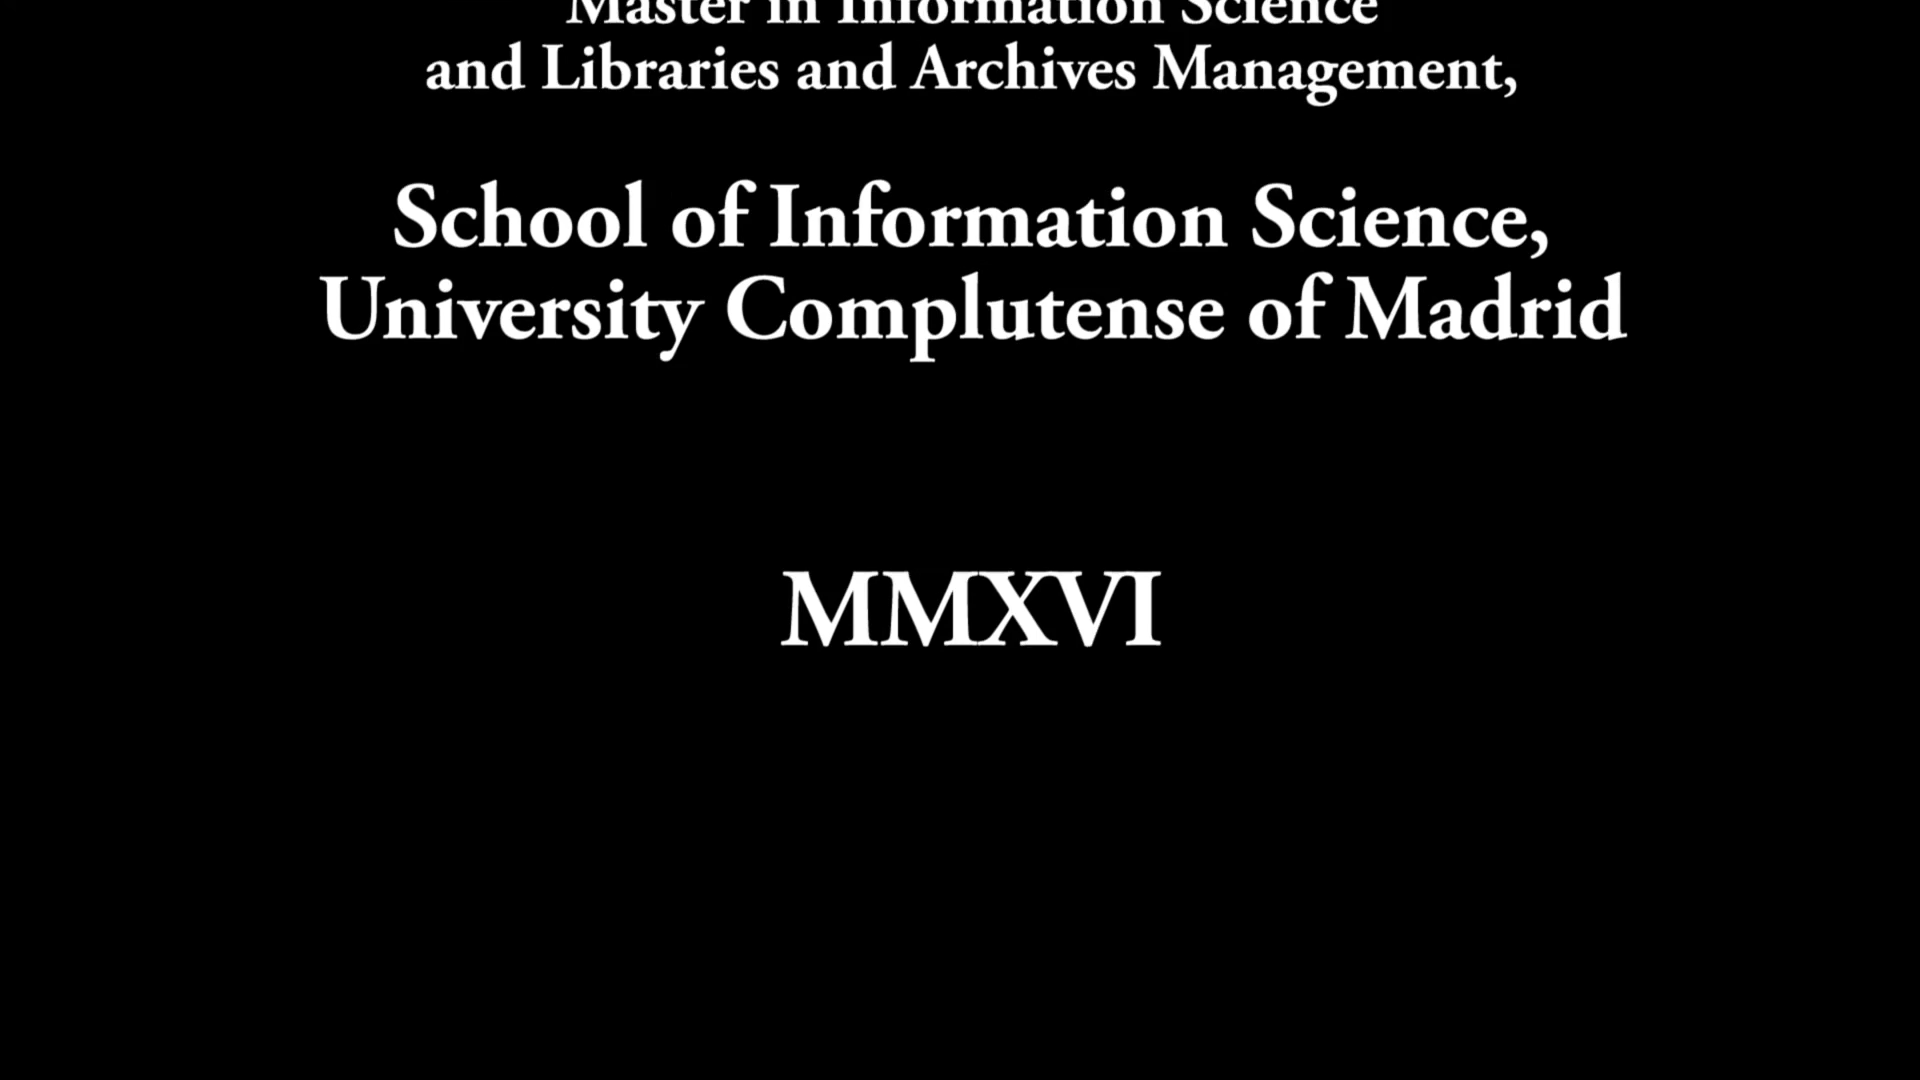 Master in Information Science
and Libraries and Archives Management,
School of Information Science,
University Complutense of Madrid
MMXVI